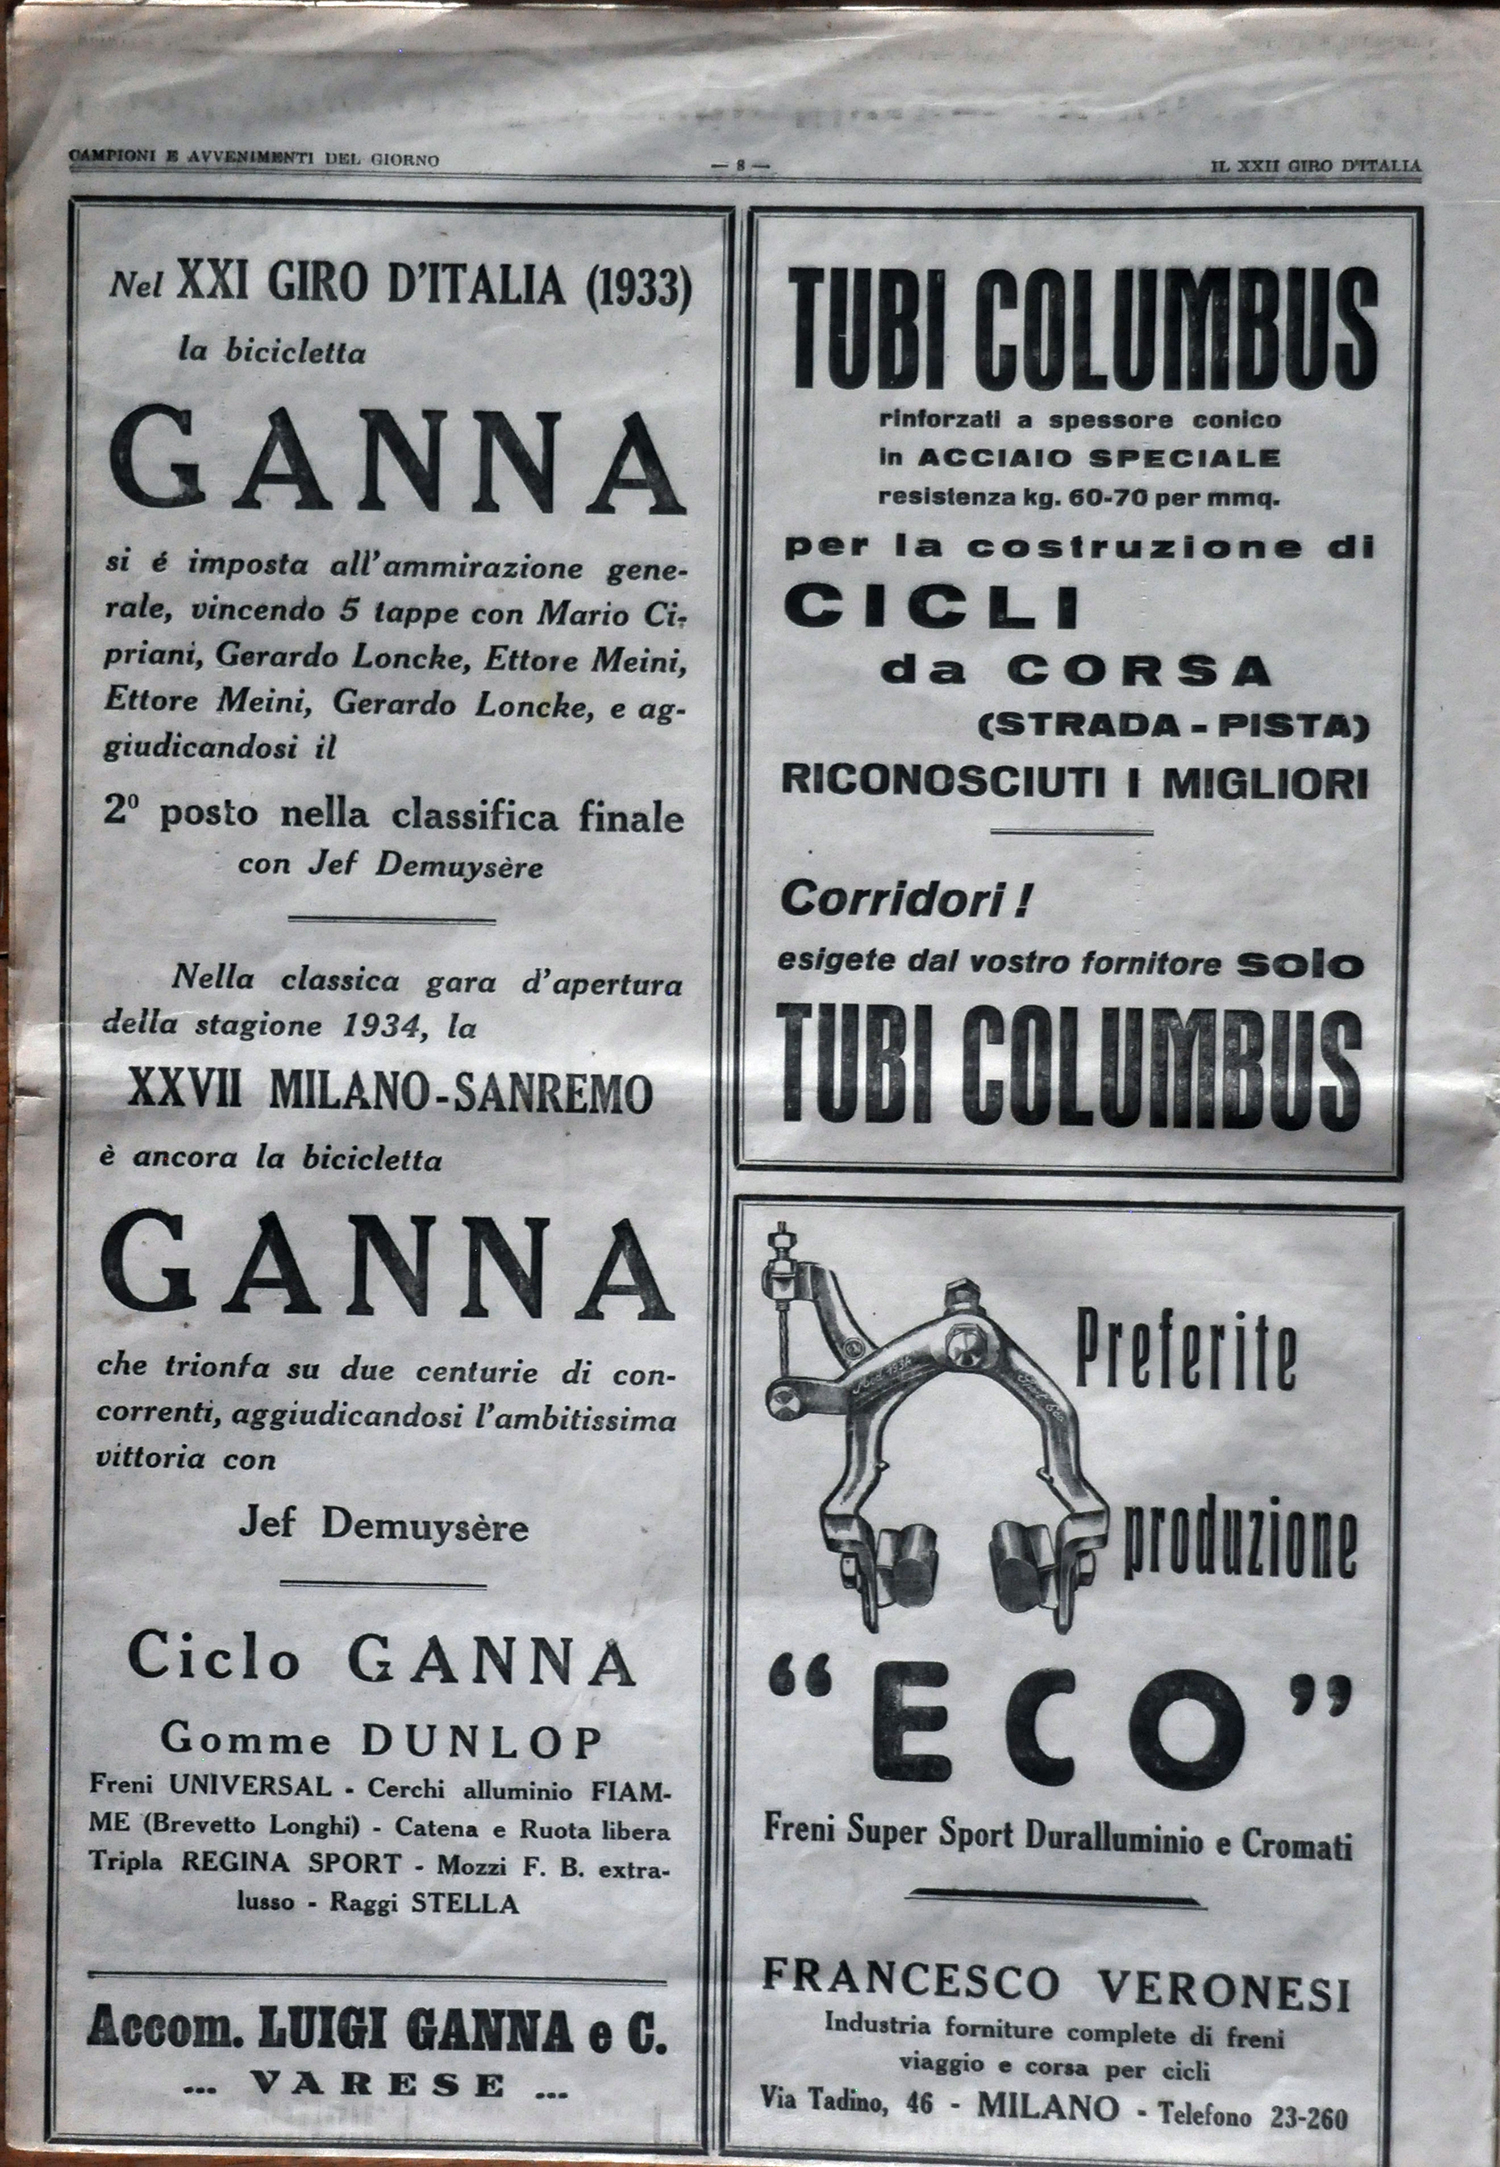 CAMPIONI E AVVENIMENTI DEL GIORNO
— 8 —
IL XXII GIRO D'ITALIA
Nel XXI GIRO D'ITALIA (1933)
la bicicletta
GANNA
si é imposta all'ammirazione gene-
rale, vincendo 5 tappe con Mario Ci-
priani, Gerardo Loncke, Ettore Meini,
Ettore Meini, Gerardo Loncke, e ag-
giudicandosi il
2º posto nella classifica finale
con Jef Demuysère
Nella classica gara d'apertura
della stagione 1934, la
XXVII MILANO-SANREMO
è ancora la bicicletta
GANNA
che trionfa su due centurie di con-
correnti, aggiudicandosi l'ambitissima
vittoria con
Jef Demuysère
Ciclo GANNA
Gomme DUNLOP
Freni UNIVERSAL - Cerchi alluminio FIAM-
ME (Brevetto Longhi) - Catena e Ruota libera
Tripla REGINA SPORT - Mozzi F. B. extra-
lusso - Raggi STELLA
Accom. LUIGI GANNA e C.
... VARESE ...
TUBI COLUMBUS
rinforzati a spessore conico
in ACCIAIO SPECIALE
resistenza kg. 60-70 per mmq.
per la costruzione di
CICLI
da CORSA
(STRADA - PISTA)
RICONOSCIUTI I MIGLIORI
Corridori !
esigete dal vostro fornitore solo
TUBI COLUMBUS
Preferite
produzione
“ECO”
Freni Super Sport Duralluminio e Cromati
FRANCESCO VERONESI
Industria forniture complete di freni
viaggio e corsa per cicli
Via Tadino, 46 - MILANO - Telefono 23-260